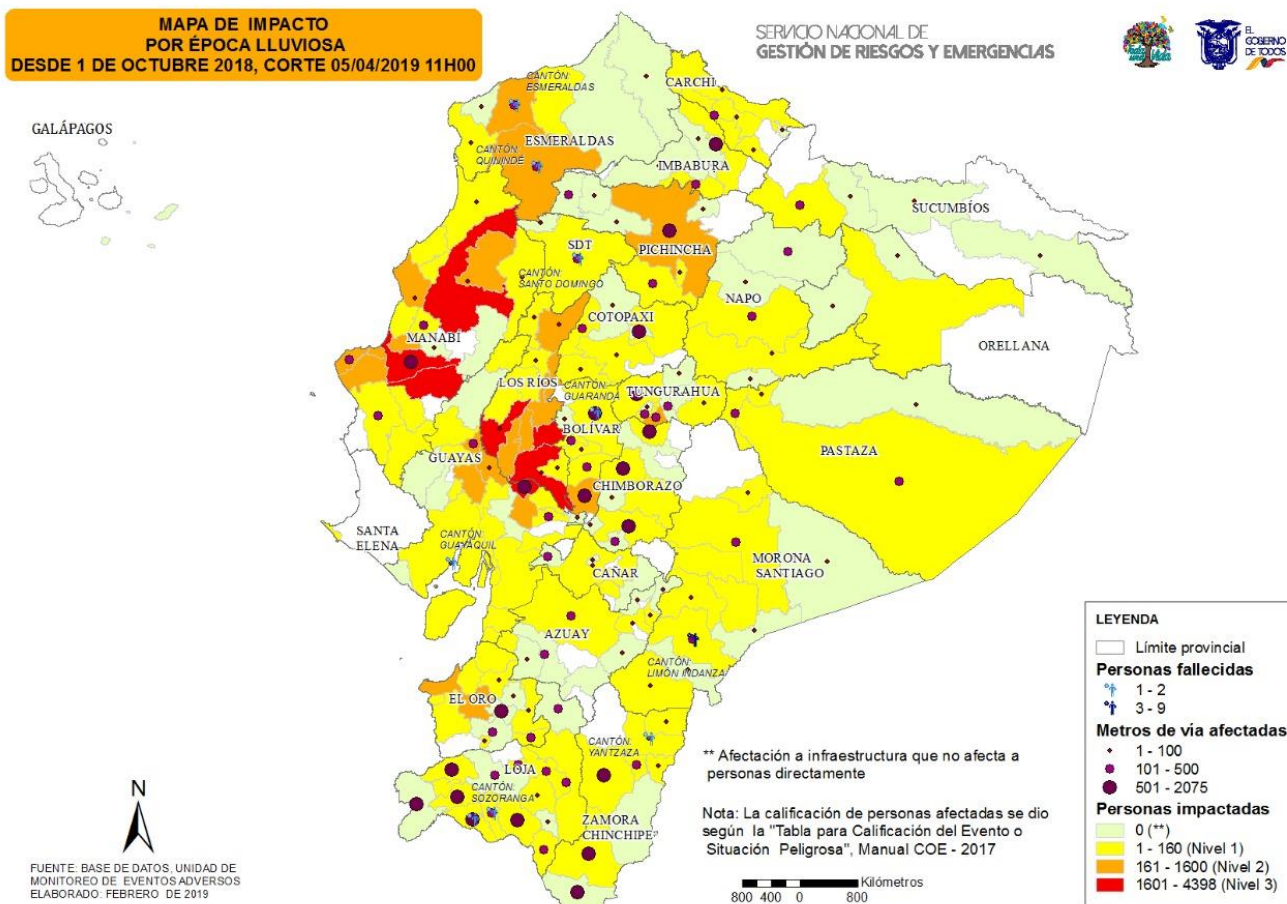 MAPA DE IMPACTO
POR ÉPOCA LLUVIOSA
DESDE 1 DE OCTUBRE 2018, CORTE 05/04/2019 11H00
SERVICIO NACIONAL DE
GESTIÓN DE RIESGOS Y EMERGENCIAS
EL
GOBIERNO
DE TODOS
GALÁPAGOS
CANTÓN:
ESMERALDAS
CARCHI
ESMERALDAS
CANTÓN:
QUININDÉ
IMBABURA
SUCUMBÍOS
SDT
PICHINCHA
CANTÓN:
SANTO DOMINGO
NAPO
COTOPAXI
MANABÍ
ORELLANA
LOS RÍOS
CANTÓN:
GUARANDA
TUNGURAHUA
BOLÍVAR
PASTAZA
GUAYAS
CHIMBORAZO
SANTA
ELENA
CANTÓN:
GUAYAQUIL
MORONA
SANTIAGO
CAÑAR
AZUAY
CANTÓN:
LIMÓN INDANZA
EL ORO
CANTÓN:
YANTZAZA
LOJA
CANTÓN:
SOZORANGA
ZAMORA
CHINCHIPE
** Afectación a infraestructura que no afecta a
personas directamente
Nota: La calificación de personas afectadas se dio
según la "Tabla para Calificación del Evento o
Situación Peligrosa", Manual COE - 2017
N
FUENTE: BASE DE DATOS, UNIDAD DE
MONITOREO DE EVENTOS ADVERSOS
ELABORADO: FEBRERO DE 2019
Kilómetros
800 400 0 800
LEYENDA
Límite provincial
Personas fallecidas
1 - 2
3 - 9
Metros de vía afectadas
1 - 100
101 - 500
501 - 2075
Personas impactadas
0 (**)
1 - 160 (Nivel 1)
161 - 1600 (Nivel 2)
1601 - 4398 (Nivel 3)